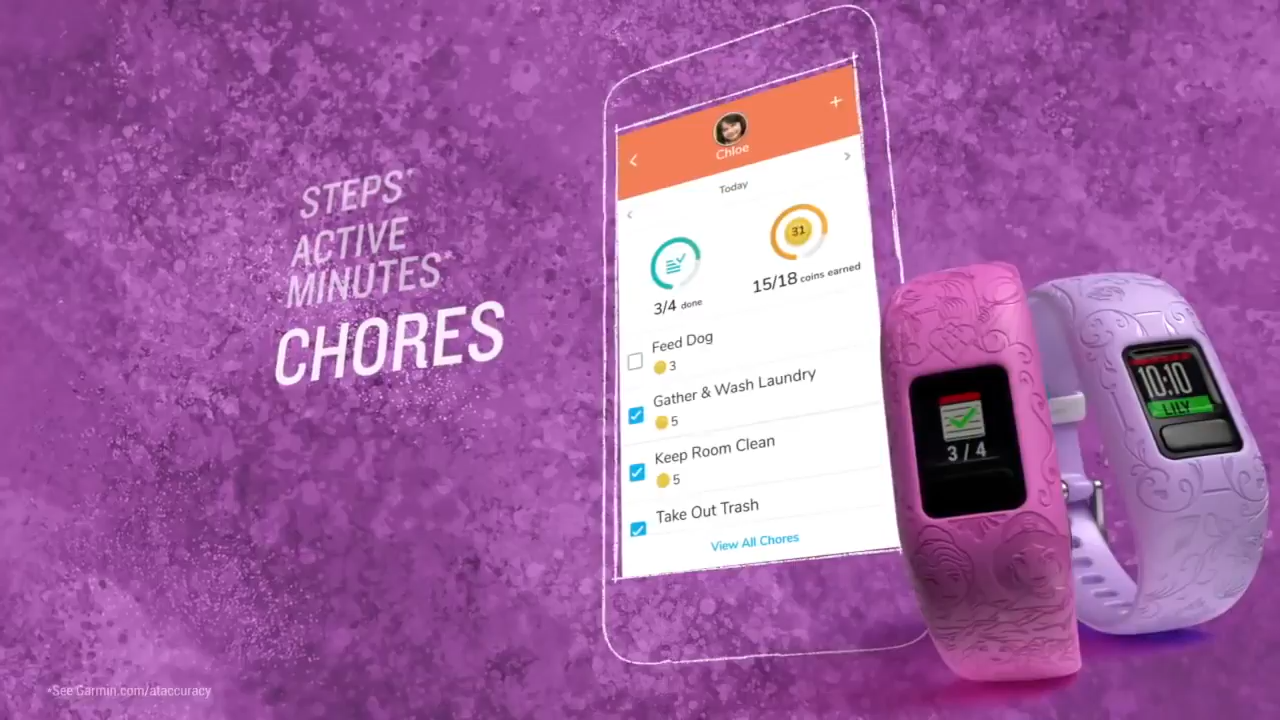 STEPS*
ACTIVE
MINUTES*
CHORES
Chloe
Today
31
3/4 done
15/18 coins earned
Feed Dog
3
Gather & Wash Laundry
5
Keep Room Clean
5
Take Out Trash
View All Chores
3 / 4
10:10
LILY
*See Garmin.com/ataccuracy